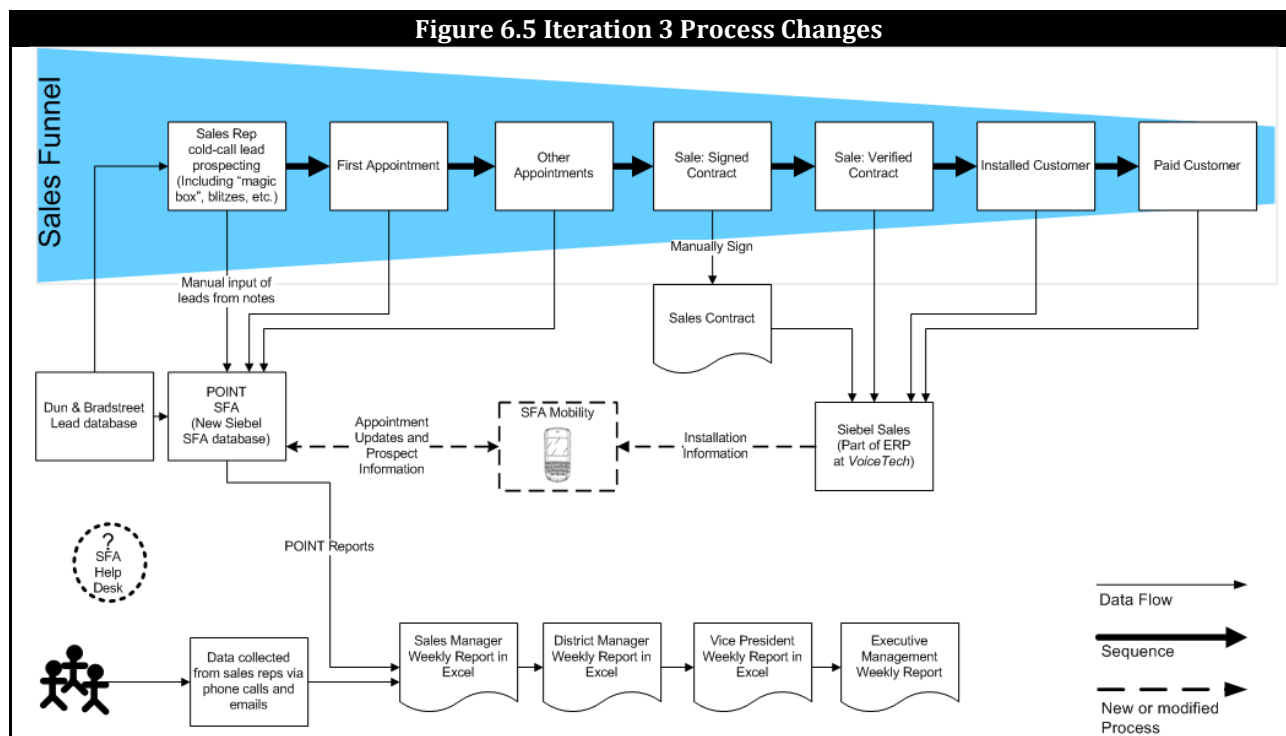 Figure 6.5 Iteration 3 Process Changes
Sales Funnel
Sales Rep
cold-call lead
prospecting
(Including “magic
box”, blitzes, etc.)
First Appointment
Other
Appointments
Sale: Signed
Contract
Sale: Verified
Contract
Installed Customer
Paid Customer
Manual input of
leads from notes
Manually Sign
Sales Contract
Dun & Bradstreet
Lead database
POINT
SFA
(New Siebel
SFA database)
Appointment
Updates and
Prospect
Information
SFA Mobility
Installation
Information
Siebel Sales
(Part of ERP
at VoiceTech)
POINT Reports
?
SFA
Help
Desk
Data collected
from sales reps via
phone calls and
emails
Sales Manager
Weekly Report in
Excel
District Manager
Weekly Report in
Excel
Vice President
Weekly Report in
Excel
Executive
Management
Weekly Report
Data Flow
Sequence
New or modified
Process